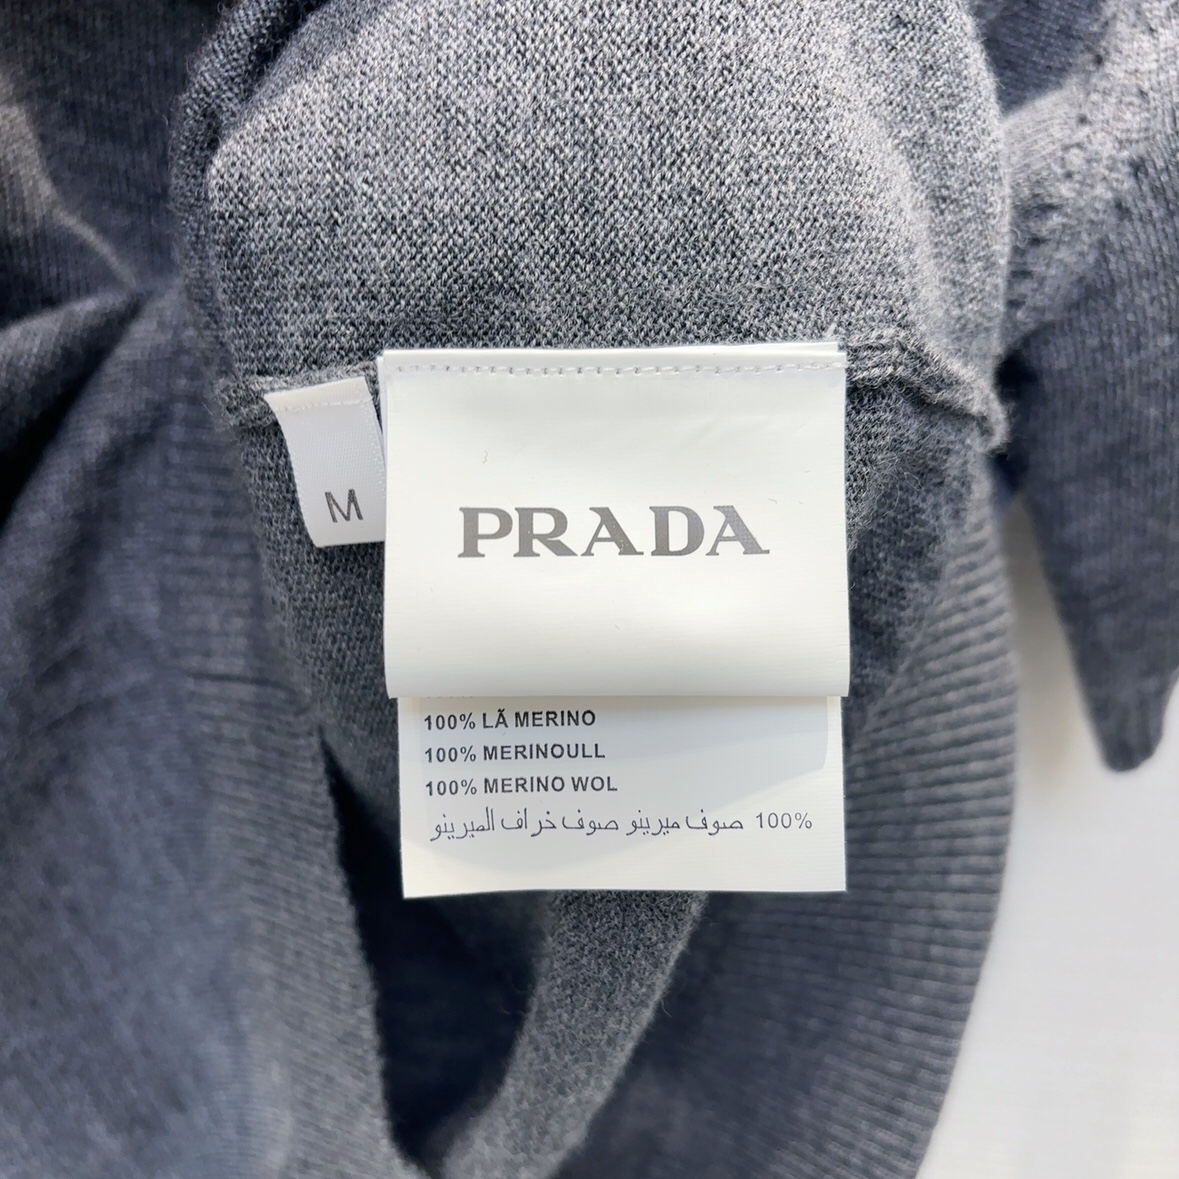 M
PRADA
100% LÃ MERINO
100% MERINOULL
100% MERINO WOL
100% صوف ميرينو صوف خراف الميرينو